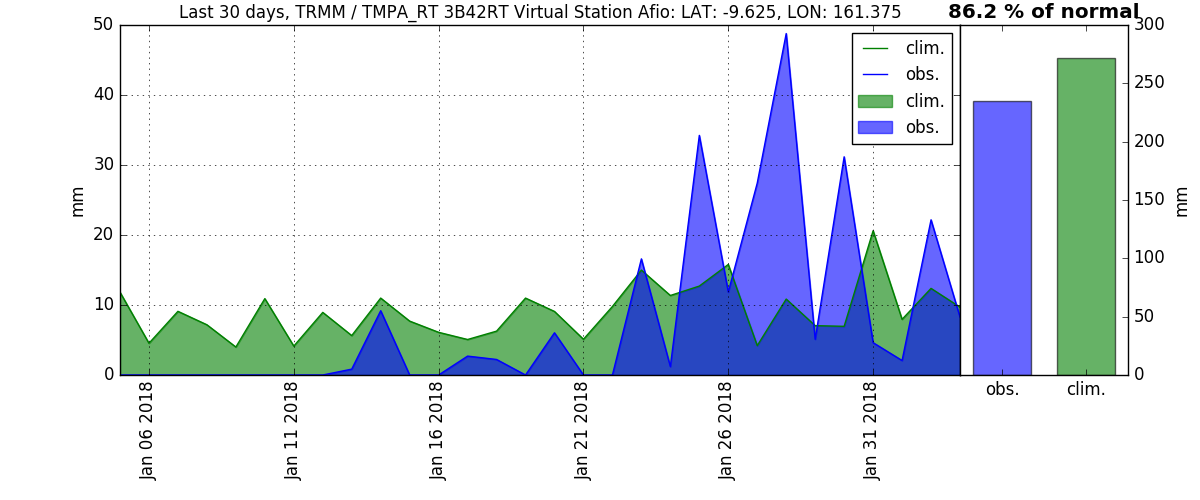 Last 30 days, TRMM / TMPA_RT 3B42RT Virtual Station Afio: LAT: -9.625, LON: 161.375
86.2 % of normal
50
40
30
20
10
0
mm
clim.
obs.
clim.
obs.
300
250
200
150
100
50
0
mm
Jan 06 2018
Jan 11 2018
Jan 16 2018
Jan 21 2018
Jan 26 2018
Jan 31 2018
obs.
clim.